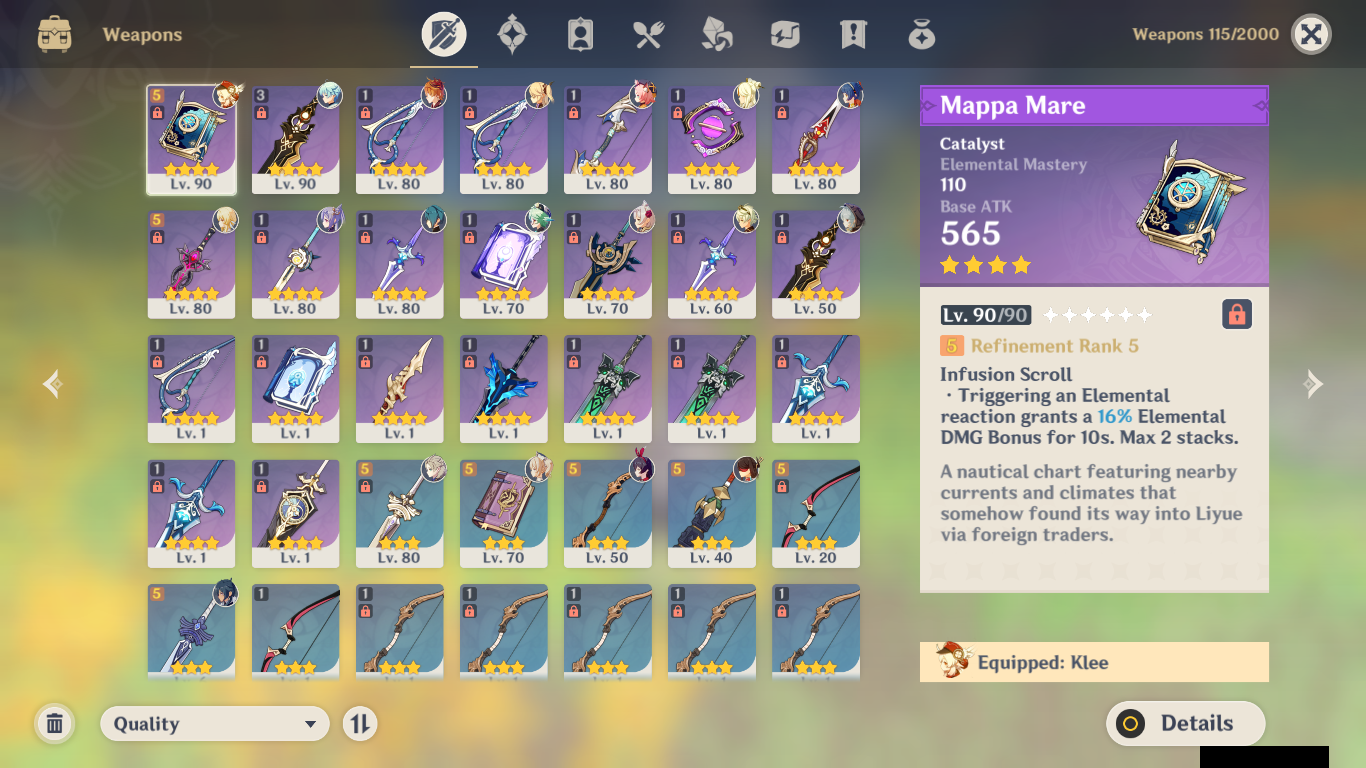 Weapons
Weapons 115/2000
5
3
1
1
1
1
1
Lv. 90
Lv. 90
Lv. 80
Lv. 80
Lv. 80
Lv. 80
Lv. 80
5
1
1
1
1
1
1
Lv. 80
Lv. 80
Lv. 80
Lv. 70
Lv. 70
Lv. 60
Lv. 50
1
1
1
1
1
1
1
Lv. 1
Lv. 1
Lv. 1
Lv. 1
Lv. 1
Lv. 1
Lv. 1
1
1
5
5
5
5
5
Lv. 1
Lv. 1
Lv. 80
Lv. 70
Lv. 50
Lv. 40
Lv. 20
5
1
1
1
1
1
1
Mappa Mare
Catalyst
Elemental Mastery
110
Base ATK
565
Lv. 90/90
5 Refinement Rank 5
Infusion Scroll
· Triggering an Elemental
reaction grants a 16% Elemental
DMG Bonus for 10s. Max 2 stacks.
A nautical chart featuring nearby
currents and climates that
somehow found its way into Liyue
via foreign traders.
Equipped: Klee
Quality
Details